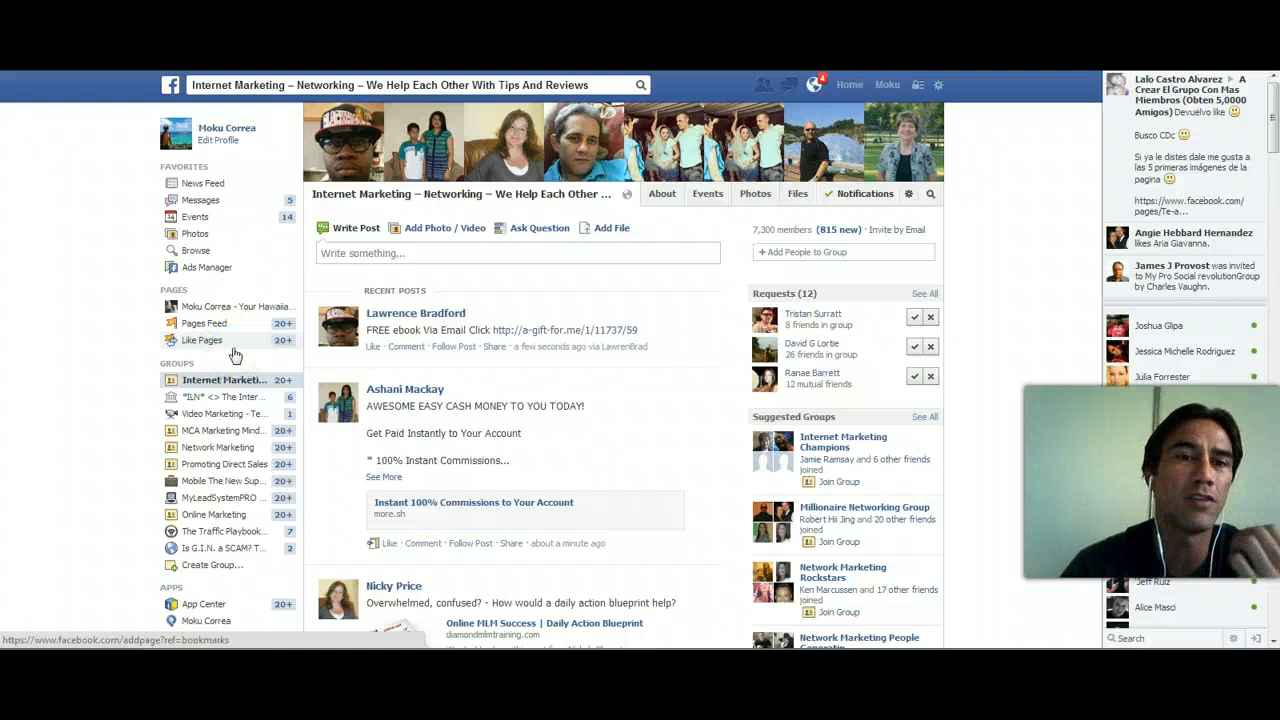 Internet Marketing – Networking – We Help Each Other With Tips And Reviews
4
Home
Moku
Moku Correa
Edit Profile
FAVORITES
News Feed
Messages 5
Events 14
Photos
Browse
Ads Manager
PAGES
Moku Correa - Your Hawaiia...
Pages Feed 20+
Like Pages 20+
GROUPS
Internet Marketi... 20+
*ILN* <> The Inter... 6
Video Marketing - Te... 1
MCA Marketing Mind... 20+
Network Marketing 20+
Promoting Direct Sales 20+
Mobile The New Sup... 20+
MyLeadSystemPRO ... 20+
Online Marketing 20+
The Traffic Playbook... 7
Is G.I.N. a SCAM? T... 2
Create Group...
APPS
App Center 20+
Moku Correa
https://www.facebook.com/addpage?ref=bookmarks
Internet Marketing – Networking – We Help Each Other ...
About
Events
Photos
Files
Notifications
Write Post
Add Photo / Video
Ask Question
Add File
Write something...
RECENT POSTS
Lawrence Bradford
FREE ebook Via Email Click http://a-gift-for.me/1/11737/59
Like · Comment · Follow Post · Share · a few seconds ago via LawrenBrad
Ashani Mackay
AWESOME EASY CASH MONEY TO YOU TODAY!
Get Paid Instantly to Your Account
* 100% Instant Commissions...
See More
Instant 100% Commissions to Your Account
more.sh
Like · Comment · Follow Post · Share · about a minute ago
Nicky Price
Overwhelmed, confused? - How would a daily action blueprint help?
Online MLM Success | Daily Action Blueprint
diamondmlmtraining.com
7,300 members (815 new) · Invite by Email
+ Add People to Group
Requests (12) See All
Tristan Surratt
8 friends in group
David G Lortie
26 friends in group
Ranae Barrett
12 mutual friends
Suggested Groups See All
Internet Marketing
Champions
Jamie Ramsay and 6 other friends
joined
Join Group
Millionaire Networking Group
Robert Hii Jing and 20 other friends
joined
Join Group
Network Marketing
Rockstars
Ken Marcussen and 17 other friends
joined
Join Group
Network Marketing People
Lalo Castro Alvarez ▸ A
Crear El Grupo Con Mas
Miembros (Obten 5,0000
Amigos) Devuelvo like
Busco CDc
Si ya le distes dale me gusta a
las 5 primeras imágenes de la
pagina
https://www.facebook.com/
pages/Te-a...
Angie Hebbard Hernandez
likes Aria Giavanna.
James J Provost was invited
to My Pro Social revolutionGroup
by Charles Vaughn.
Joshua Glipa
Jessica Michelle Rodriguez
Julia Forrester
Jeff Ruiz
Alice Masci
Search